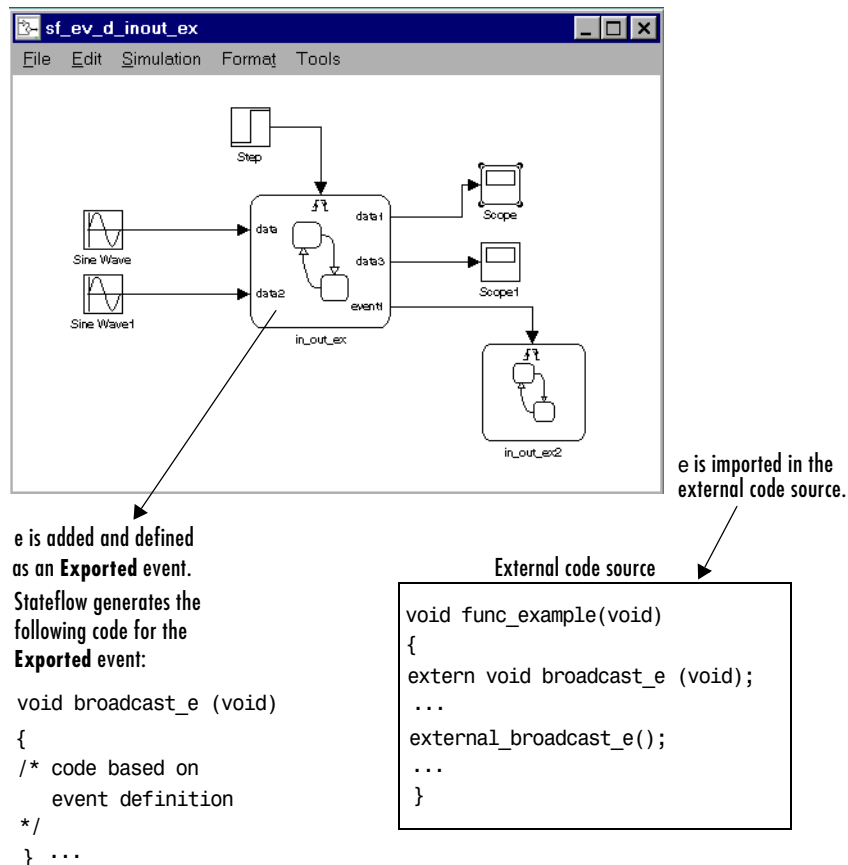 sf_ev_d_inout_ex
File Edit Simulation Format Tools
Step
Sine Wave
Sine Wave1
data
data2
data1
data3
event1
in_out_ex
Scope
Scope1
in_out_ex2
e is imported in the
external code source.
e is added and defined
as an Exported event.
Stateflow generates the
following code for the
Exported event:
void broadcast_e (void)
{
/* code based on
event definition
*/
} ...
External code source
void func_example(void)
{
extern void broadcast_e (void);
...
external_broadcast_e();
...
}